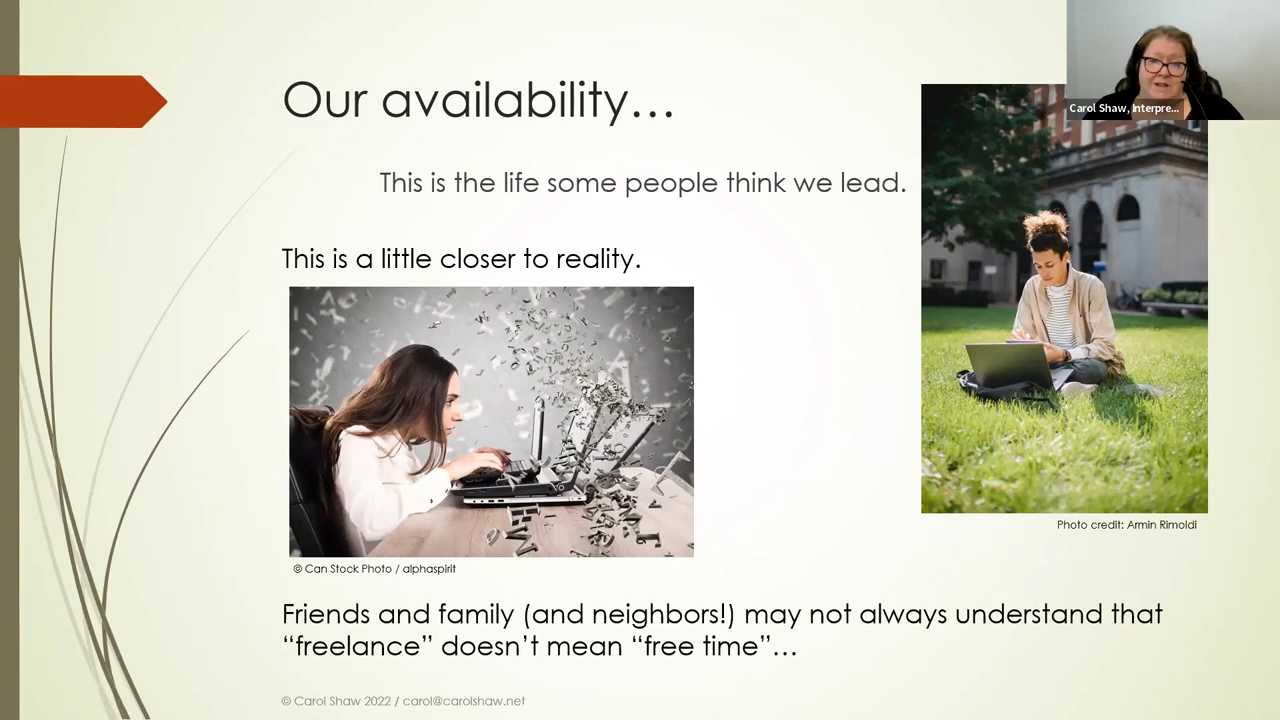 Our availability…
Carol Shaw, Interpre...
This is the life some people think we lead.
This is a little closer to reality.
Photo credit: Armin Rimoldi
© Can Stock Photo / alphaspirit
Friends and family (and neighbors!) may not always understand that
“freelance” doesn’t mean “free time”…
© Carol Shaw 2022 / carol@carolshaw.net